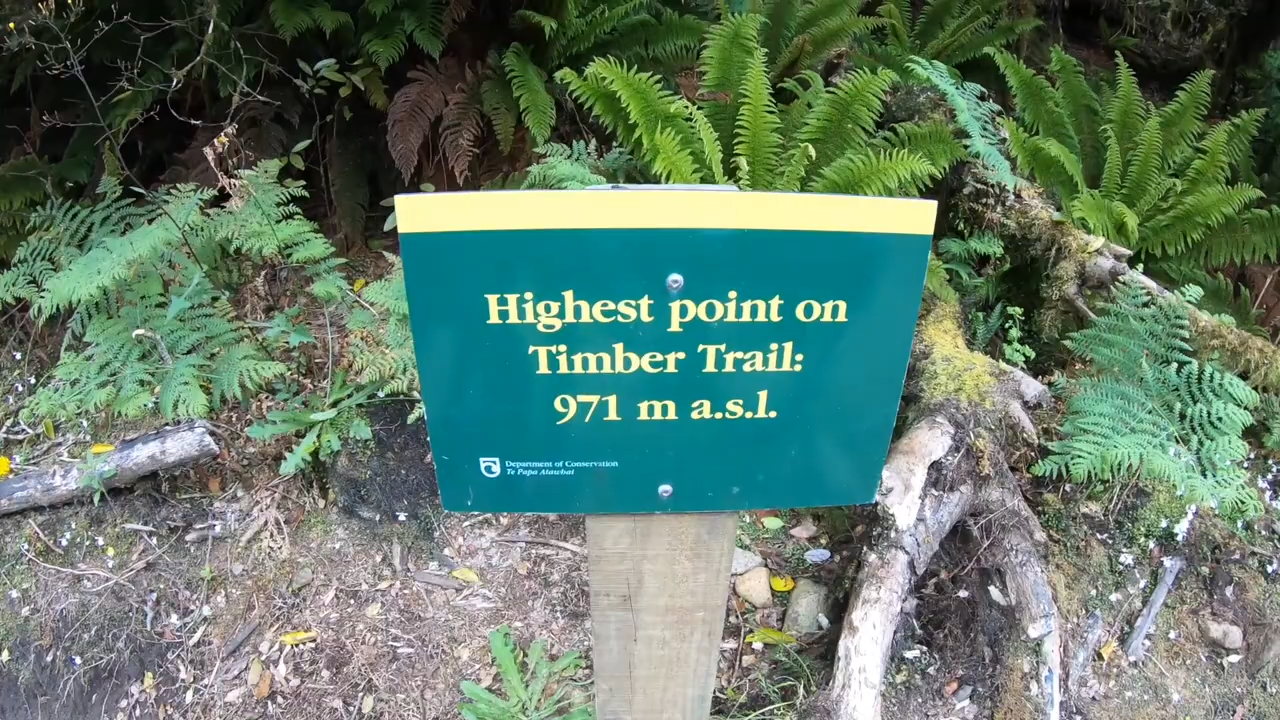 Highest point on
Timber Trail:
971 m a.s.l.
Department of Conservation
Te Papa Atawhai